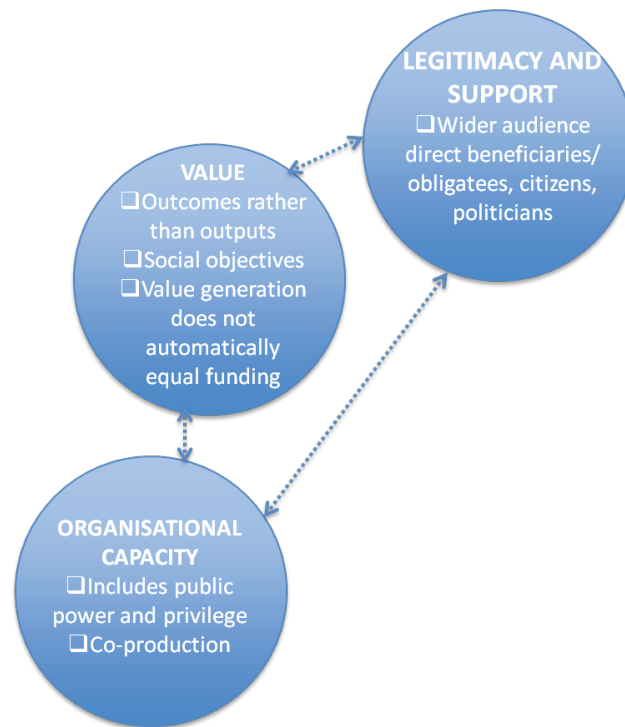 LEGITIMACY AND
SUPPORT
❑Wider audience
direct beneficiaries/
obligatees, citizens,
politicians
VALUE
❑Outcomes rather
than outputs
❑Social objectives
❑Value generation
does not
automatically
equal funding
ORGANISATIONAL
CAPACITY
❑Includes public
power and privilege
❑Co-production